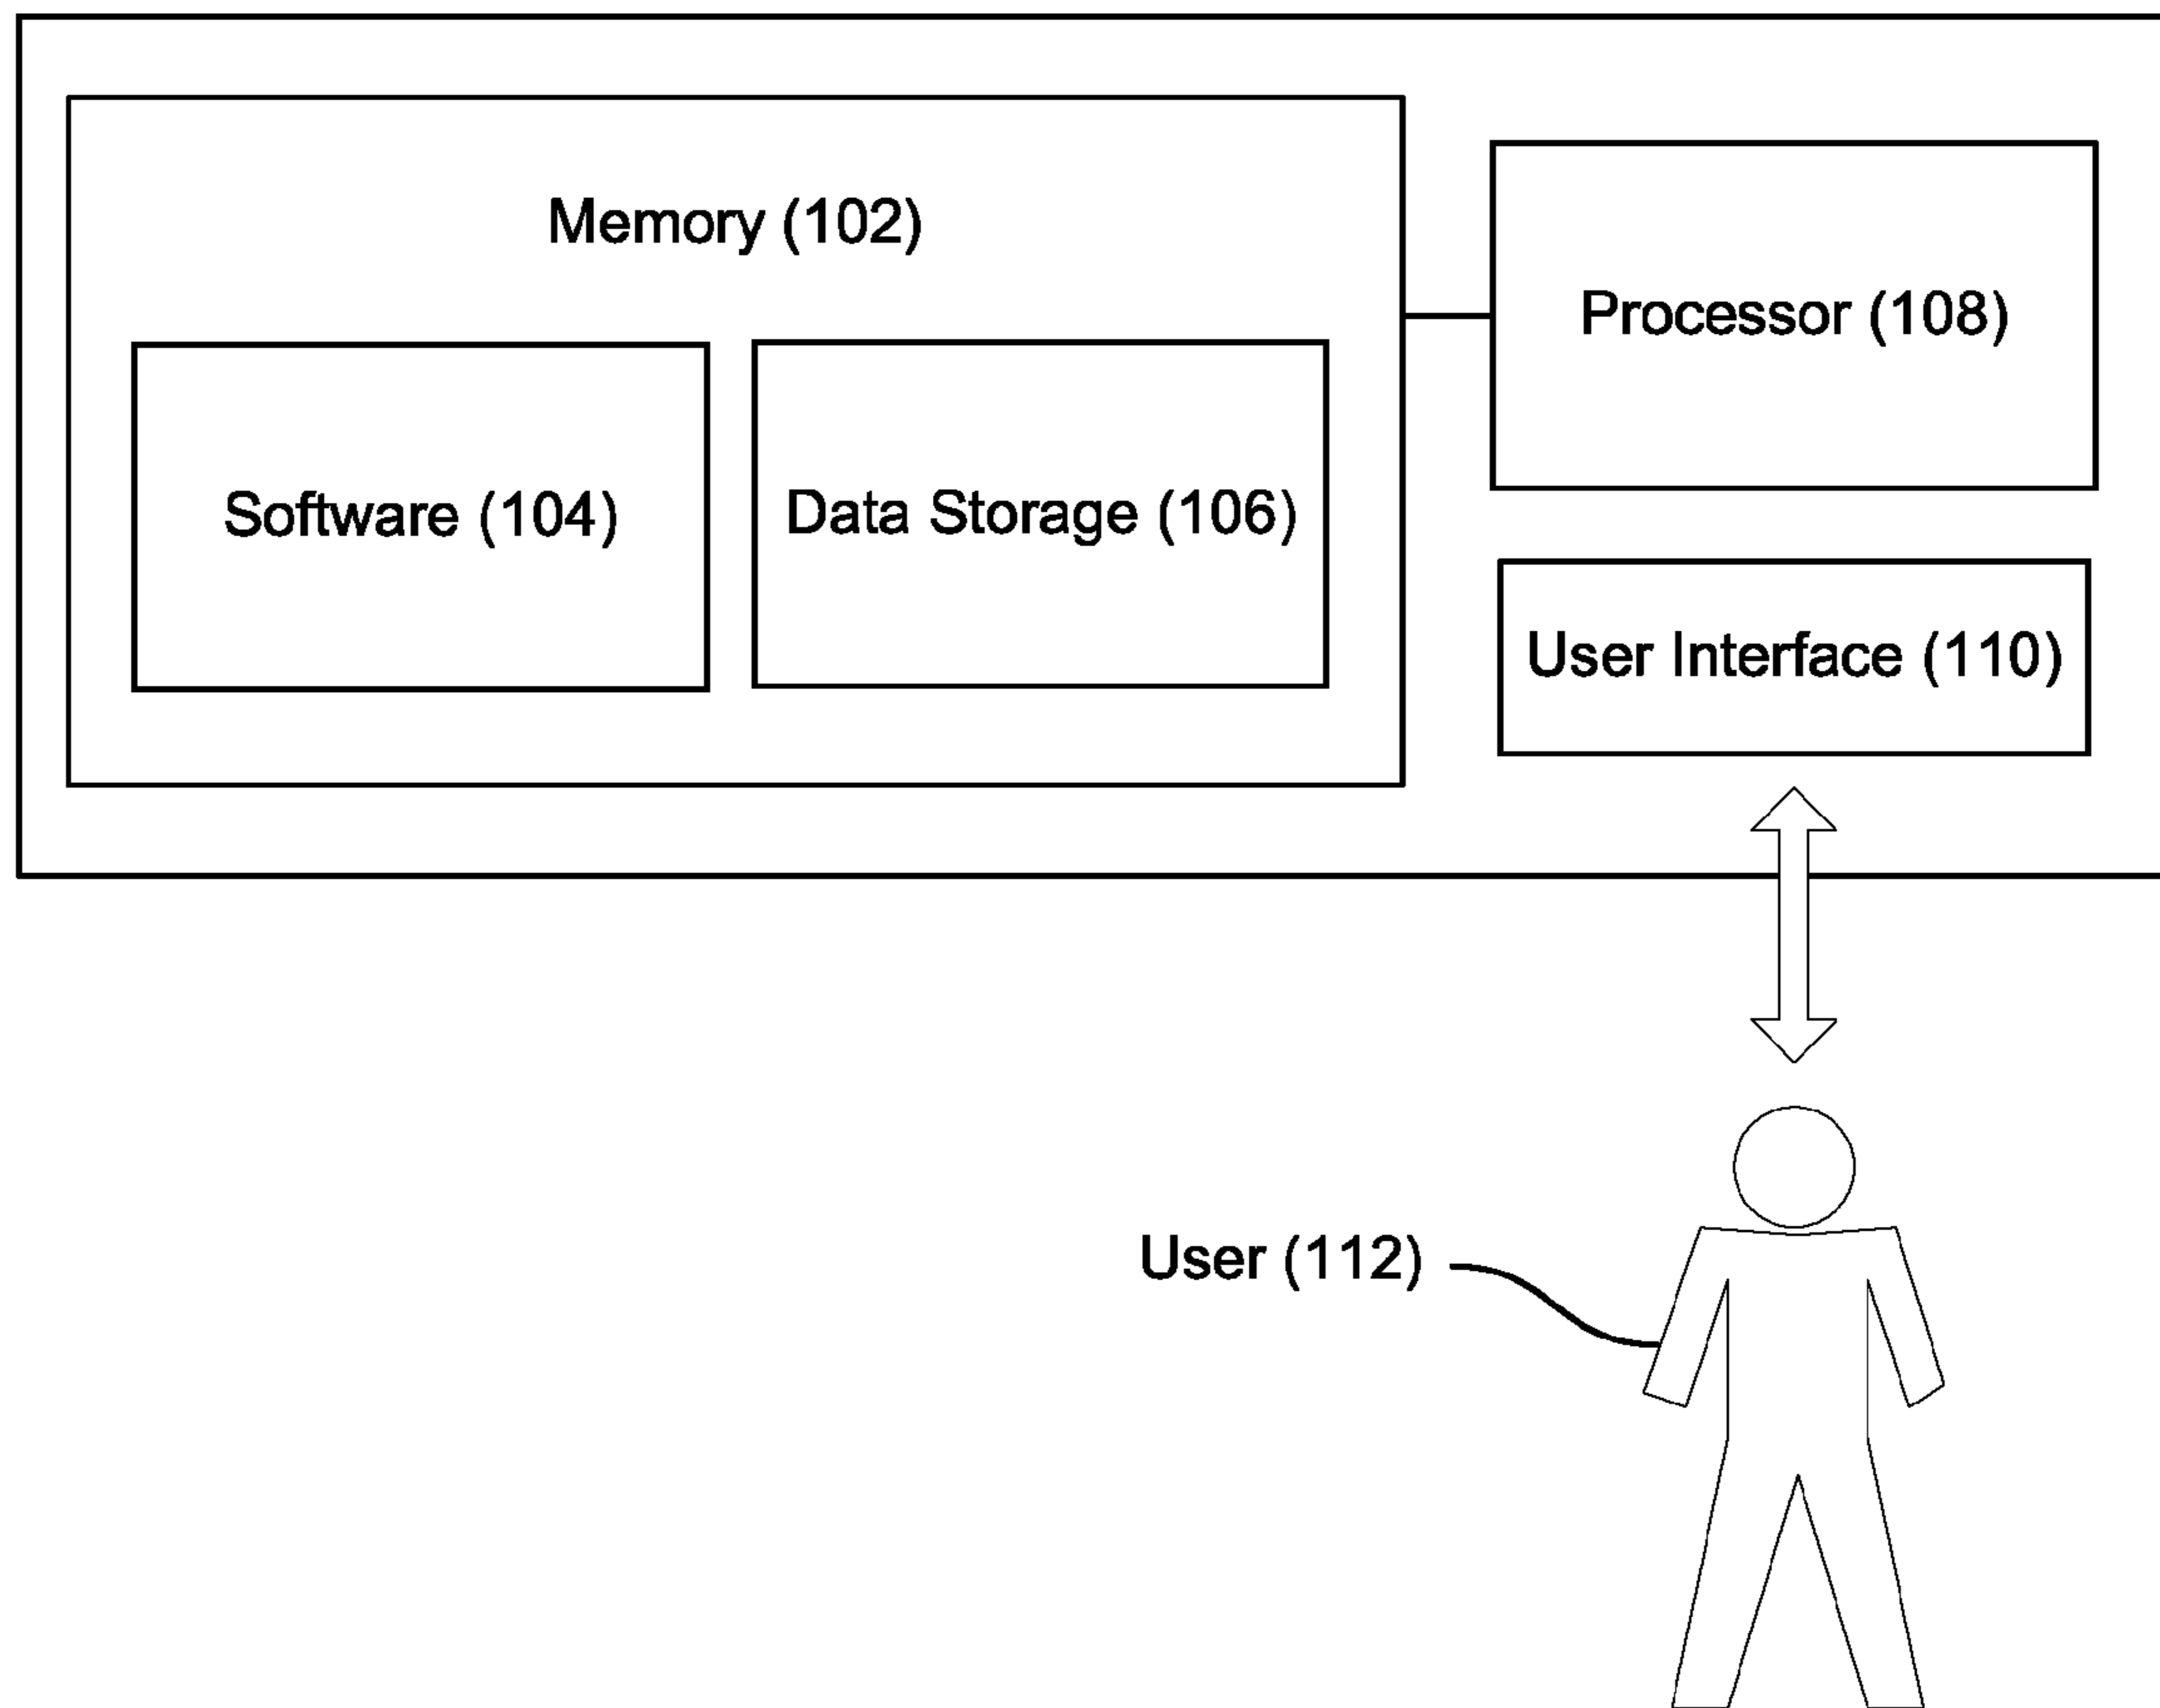 Memory (102)
Processor (108)
Software (104)
Data Storage (106)
User Interface (110)
User (112)